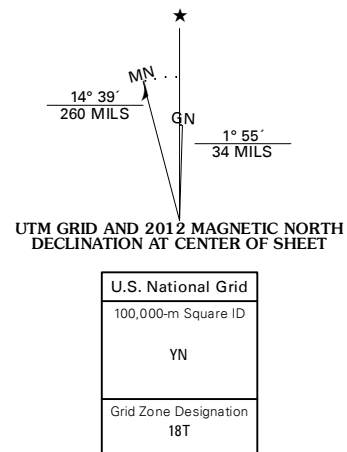 ★
MN
GN
14° 39´
260 MILS
1° 55´
34 MILS
UTM GRID AND 2012 MAGNETIC NORTH
DECLINATION AT CENTER OF SHEET
U.S. National Grid
100,000-m Square ID
YN
Grid Zone Designation
18T